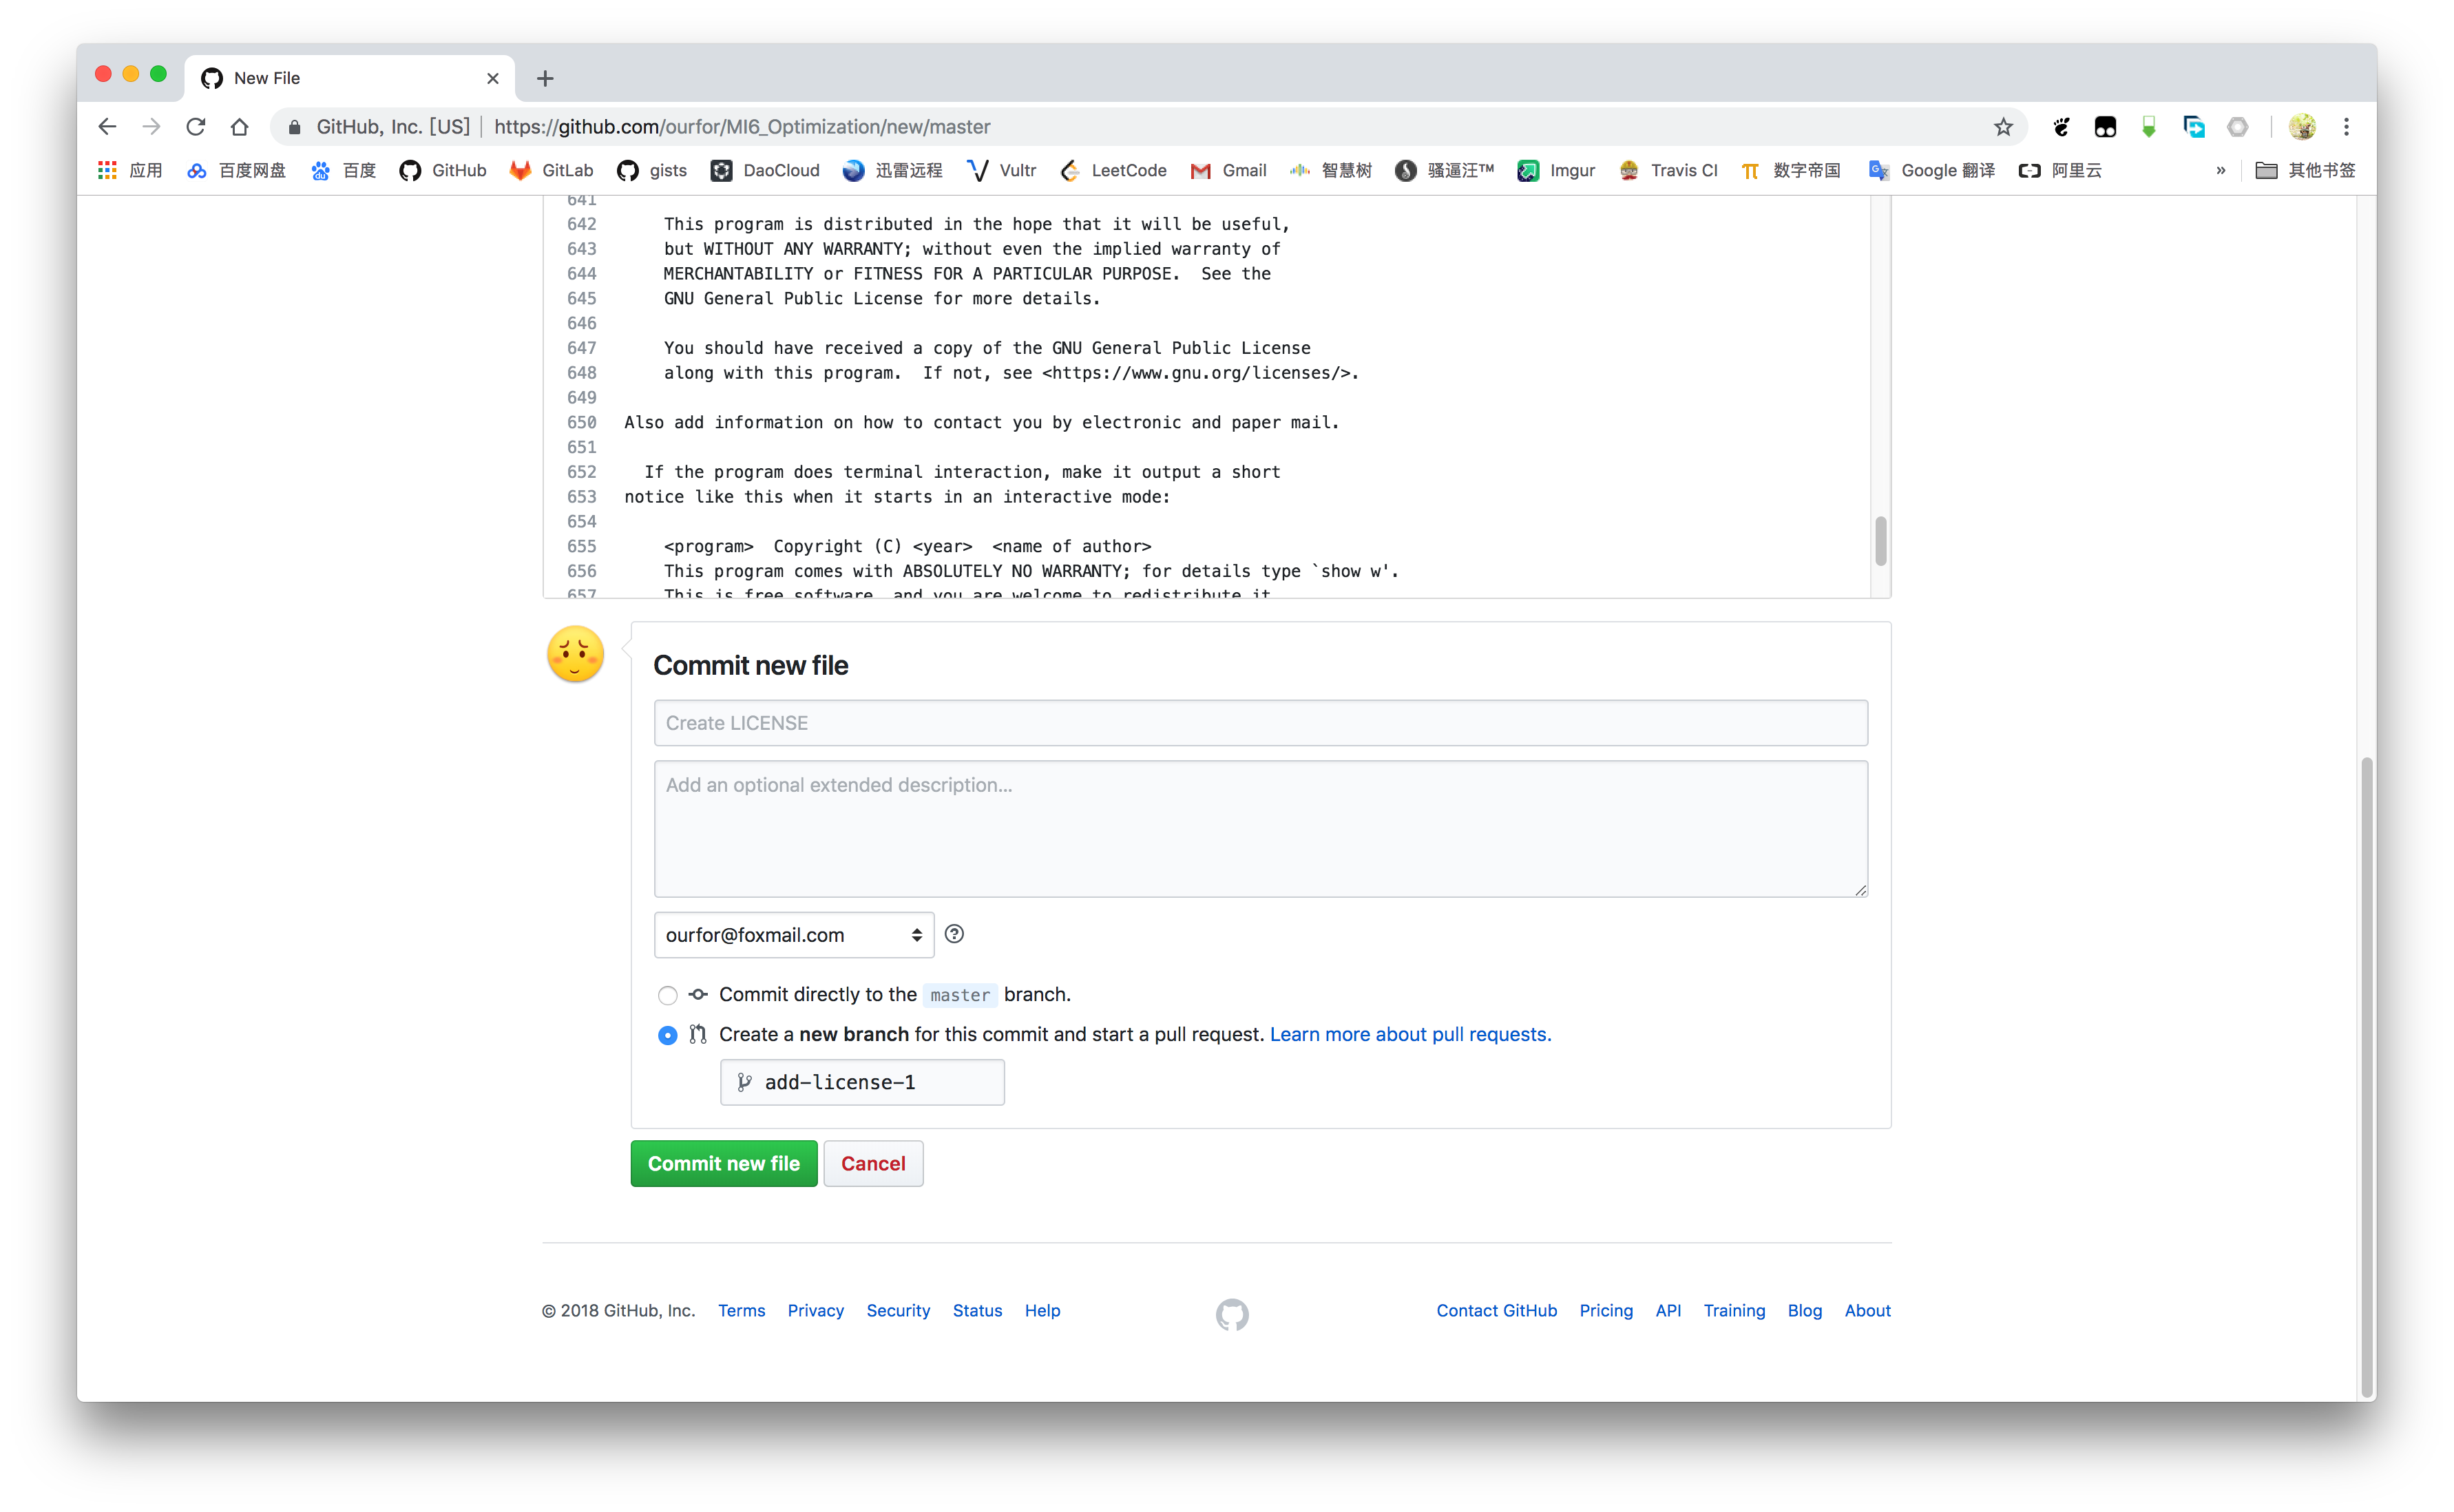 New File
GitHub, Inc. [US] https://github.com/ourfor/MI6_Optimization/new/master
应用 百度网盘 百度 GitHub GitLab gists DaoCloud 迅雷远程 Vultr LeetCode Gmail 智慧树 骚逼汪™ Imgur Travis CI 数字帝国 Google 翻译 阿里云 » 其他书签
641
642 This program is distributed in the hope that it will be useful,
643 but WITHOUT ANY WARRANTY; without even the implied warranty of
644 MERCHANTABILITY or FITNESS FOR A PARTICULAR PURPOSE.  See the
645 GNU General Public License for more details.
646
647 You should have received a copy of the GNU General Public License
648 along with this program.  If not, see <https://www.gnu.org/licenses/>.
649
650 Also add information on how to contact you by electronic and paper mail.
651
652 If the program does terminal interaction, make it output a short
653 notice like this when it starts in an interactive mode:
654
655 <program>  Copyright (C) <year>  <name of author>
656 This program comes with ABSOLUTELY NO WARRANTY; for details type `show w'.
657 This is free software, and you are welcome to redistribute it
Commit new file
Create LICENSE
Add an optional extended description...
ourfor@foxmail.com
Commit directly to the master branch.
Create a new branch for this commit and start a pull request. Learn more about pull requests.
add-license-1
Commit new file Cancel
© 2018 GitHub, Inc. Terms Privacy Security Status Help Contact GitHub Pricing API Training Blog About